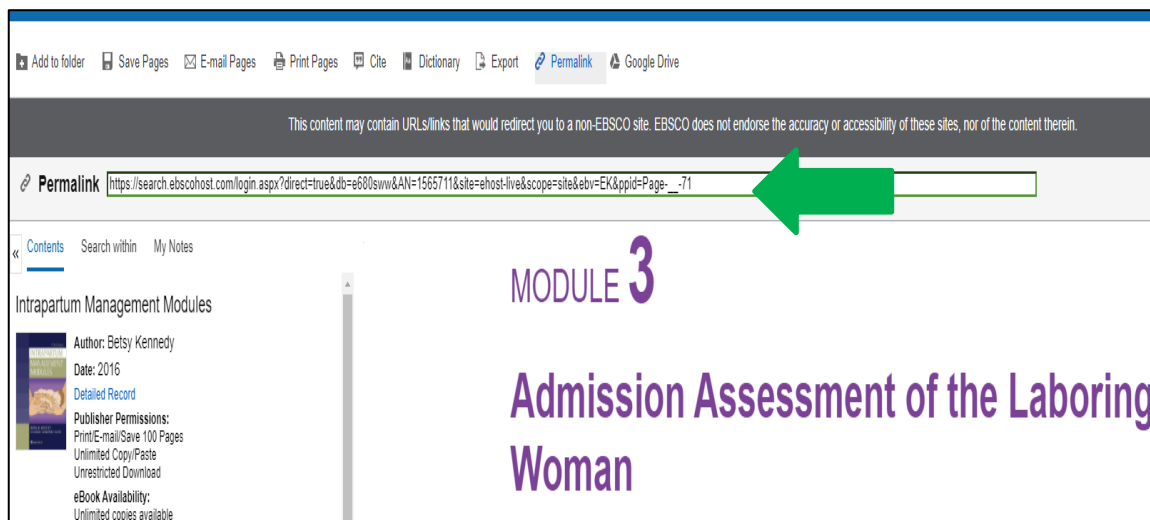 Add to folder Save Pages E-mail Pages Print Pages Cite Dictionary Export Permalink Google Drive
This content may contain URLs/links that would redirect you to a non-EBSCO site. EBSCO does not endorse the accuracy or accessibility of these sites, nor of the content therein.
Permalink https://search.ebscohost.com/login.aspx?direct=true&db=e680sww&AN=1565711&site=ehost-live&scope=site&ebv=EK&ppid=Page-__-71
« Contents Search within My Notes
Intrapartum Management Modules
INTRAPARTUM
MANAGEMENT
MODULES
Author: Betsy Kennedy
Date: 2016
Detailed Record
Publisher Permissions:
Print/E-mail/Save 100 Pages
Unlimited Copy/Paste
Unrestricted Download
eBook Availability:
Unlimited copies available
MODULE 3
Admission Assessment of the Laboring
Woman